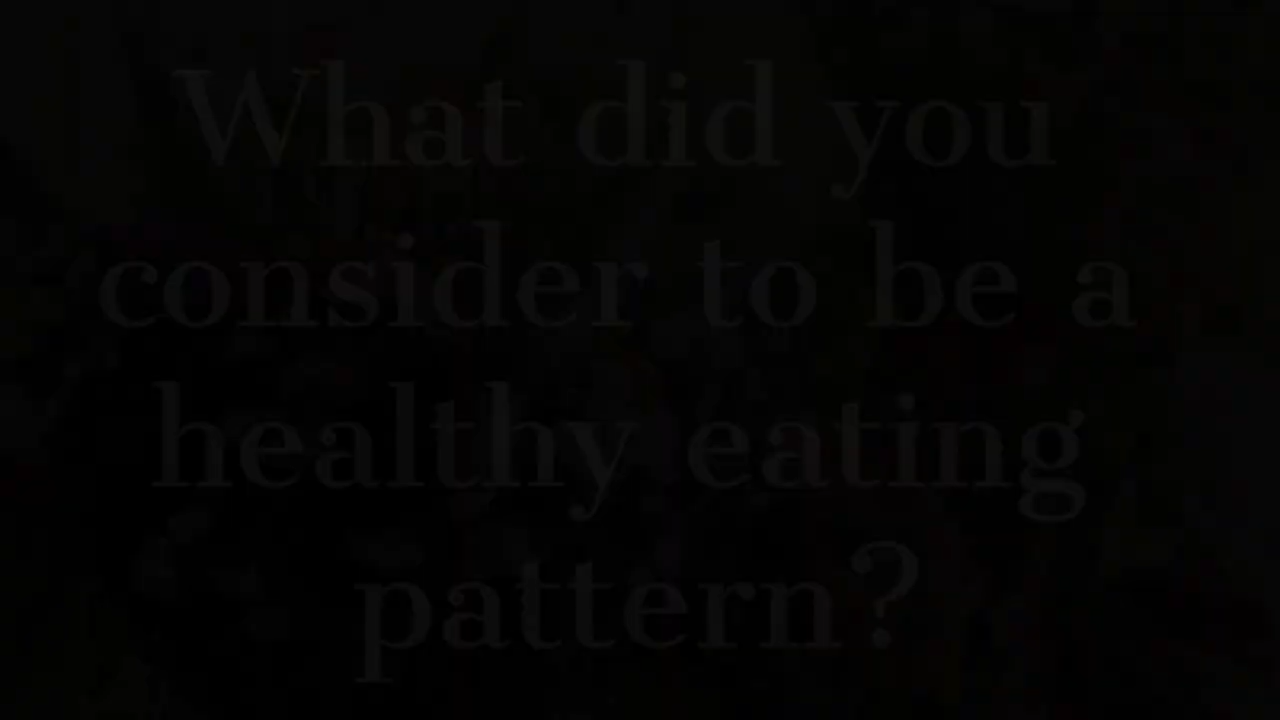 What did you
consider to be a
healthy eating
pattern?